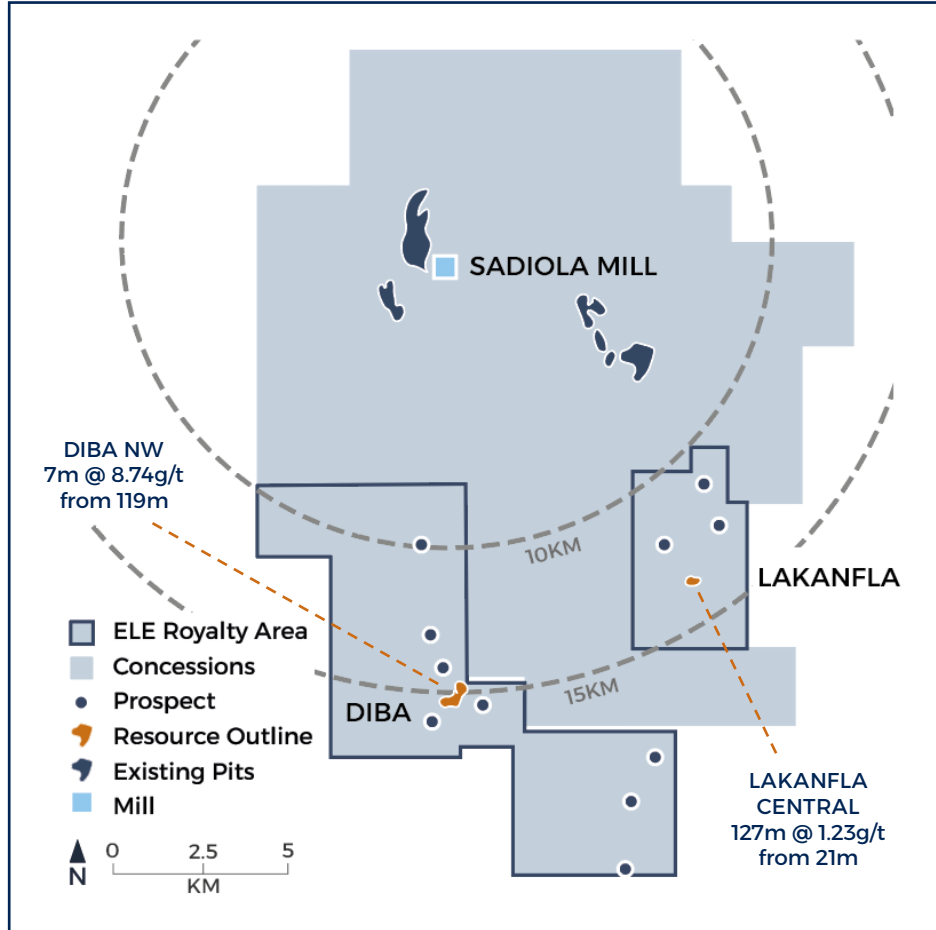 SADIOLA MILL
DIBA NW
7m @ 8.74g/t
from 119m
10KM
LAKANFLA
15KM
DIBA
ELE Royalty Area
Concessions
Prospect
Resource Outline
Existing Pits
Mill
LAKANFLA
CENTRAL
127m @ 1.23g/t
from 21m
N
0 2.5 5
KM